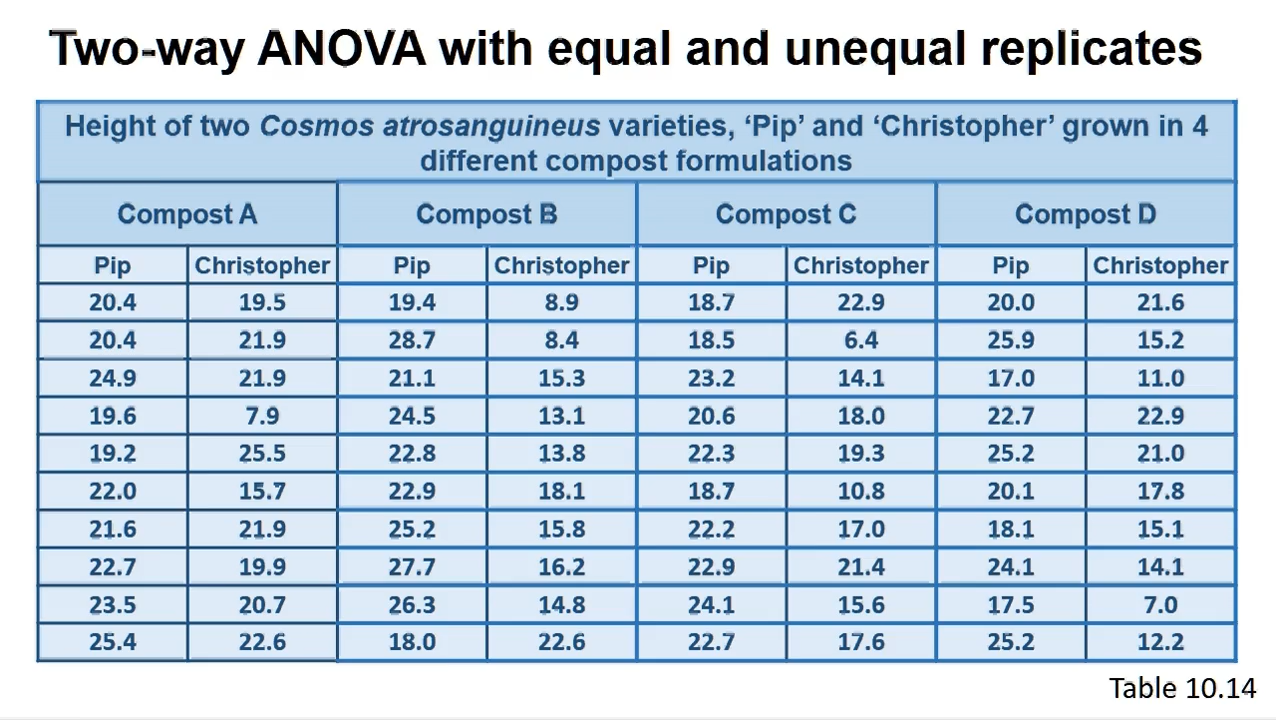 Two-way ANOVA with equal and unequal replicates
Height of two Cosmos atrosanguineus varieties, ‘Pip’ and ‘Christopher’ grown in 4
different compost formulations
Compost A Compost B Compost C Compost D
Pip Christopher Pip Christopher Pip Christopher Pip Christopher
20.4 19.5 19.4 8.9 18.7 22.9 20.0 21.6
20.4 21.9 28.7 8.4 18.5 6.4 25.9 15.2
24.9 21.9 21.1 15.3 23.2 14.1 17.0 11.0
19.6 7.9 24.5 13.1 20.6 18.0 22.7 22.9
19.2 25.5 22.8 13.8 22.3 19.3 25.2 21.0
22.0 15.7 22.9 18.1 18.7 10.8 20.1 17.8
21.6 21.9 25.2 15.8 22.2 17.0 18.1 15.1
22.7 19.9 27.7 16.2 22.9 21.4 24.1 14.1
23.5 20.7 26.3 14.8 24.1 15.6 17.5 7.0
25.4 22.6 18.0 22.6 22.7 17.6 25.2 12.2
Table 10.14